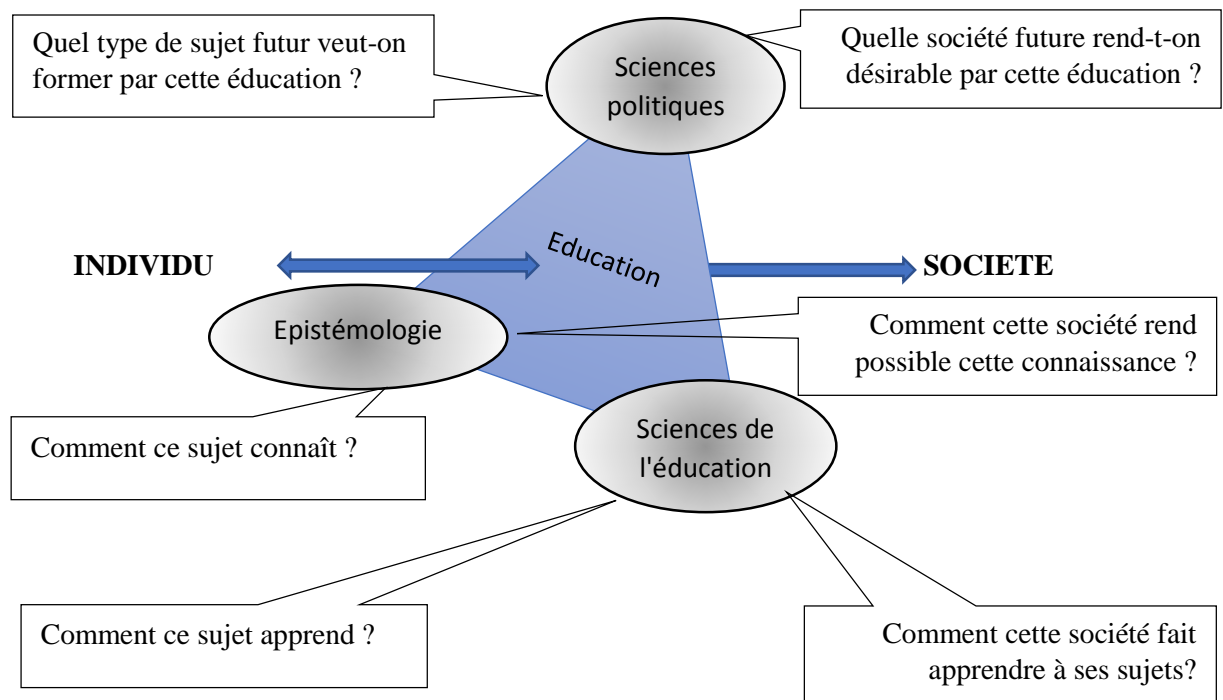 Quel type de sujet futur veut-on
former par cette éducation ?
Sciences
politiques
Quelle société future rend-t-on
désirable par cette éducation ?
INDIVIDU
Education
SOCIETE
Epistémologie
Comment cette société rend
possible cette connaissance ?
Comment ce sujet connaît ?
Sciences de
l'éducation
Comment ce sujet apprend ?
Comment cette société fait
apprendre à ses sujets?